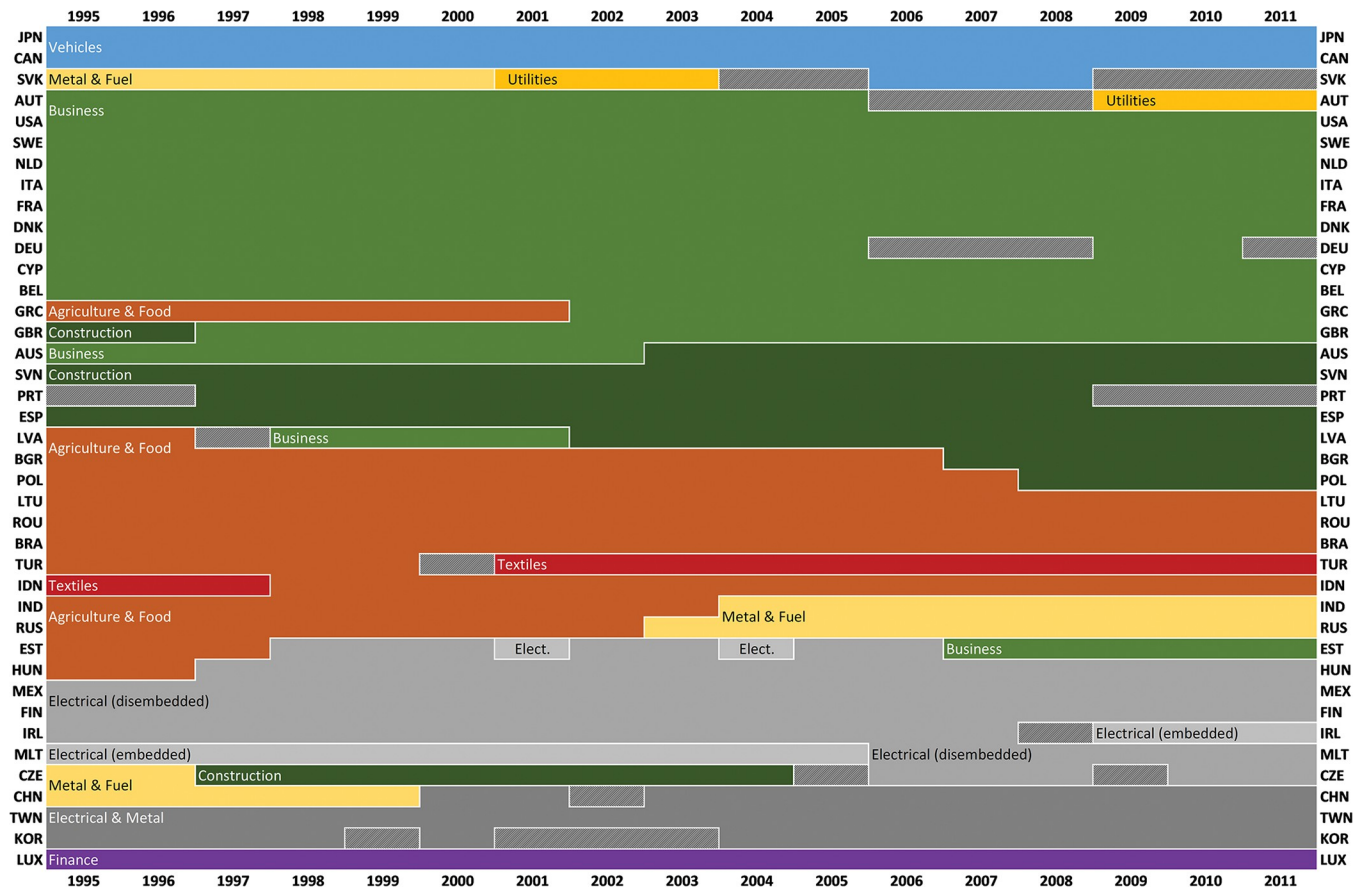 1995 1996 1997 1998 1999 2000 2001 2002 2003 2004 2005 2006 2007 2008 2009 2010 2011
JPN JPN
Vehicles
CAN CAN
SVK Metal & Fuel Utilities SVK
AUT Utilities AUT
Business
USA USA
SWE SWE
NLD NLD
ITA ITA
FRA FRA
DNK DNK
DEU DEU
CYP CYP
BEL BEL
GRC Agriculture & Food GRC
GBR Construction GBR
AUS Business AUS
SVN Construction SVN
PRT PRT
ESP ESP
LVA Business LVA
Agriculture & Food
BGR BGR
POL POL
LTU LTU
ROU ROU
BRA BRA
TUR Textiles TUR
IDN Textiles IDN
IND IND
Agriculture & Food Metal & Fuel
RUS RUS
EST Elect. Elect. Business EST
HUN HUN
MEX MEX
Electrical (disembedded)
FIN FIN
IRL Electrical (embedded) IRL
MLT Electrical (embedded) Electrical (disembedded) MLT
CZE Construction CZE
Metal & Fuel
CHN CHN
TWN Electrical & Metal TWN
KOR KOR
LUX Finance LUX
1995 1996 1997 1998 1999 2000 2001 2002 2003 2004 2005 2006 2007 2008 2009 2010 2011